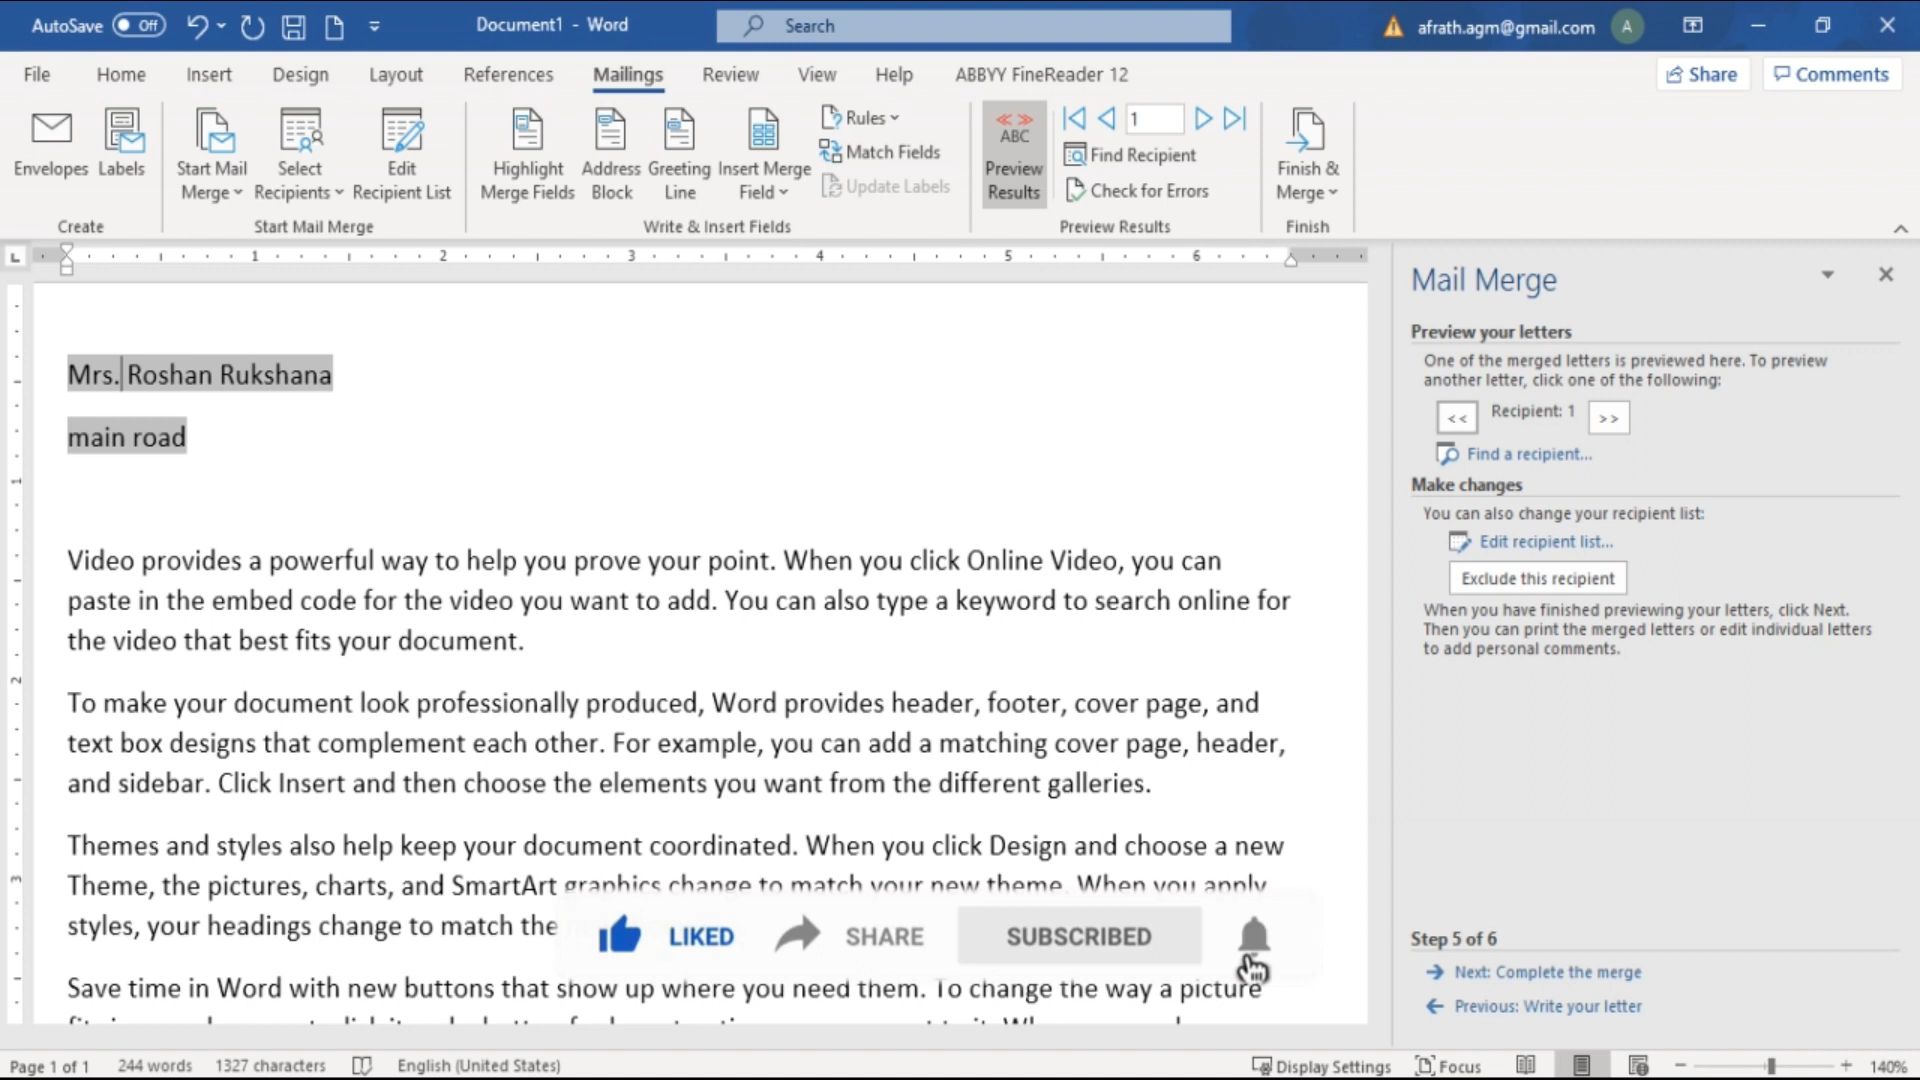 AutoSave Off Document1 - Word Search afrath.agm@gmail.com A
File Home Insert Design Layout References Mailings Review View Help ABBYY FineReader 12 Share Comments
Envelopes Labels
Create
Start Mail Merge Select Recipients Edit Recipient List
Start Mail Merge
Highlight Merge Fields Address Block Greeting Line Insert Merge Field
Rules
Match Fields
Update Labels
Write & Insert Fields
ABC
Preview Results
1
Find Recipient
Check for Errors
Preview Results
Finish & Merge
Finish
L 1 2 3 4 5 6
1
2
3
Mrs. Roshan Rukshana
main road
Video provides a powerful way to help you prove your point. When you click Online Video, you can
paste in the embed code for the video you want to add. You can also type a keyword to search online for
the video that best fits your document.
To make your document look professionally produced, Word provides header, footer, cover page, and
text box designs that complement each other. For example, you can add a matching cover page, header,
and sidebar. Click Insert and then choose the elements you want from the different galleries.
Themes and styles also help keep your document coordinated. When you click Design and choose a new
Theme, the pictures, charts, and SmartArt graphics change to match your new theme. When you apply
styles, your headings change to match the
LIKED SHARE SUBSCRIBED
Save time in Word with new buttons that show up where you need them. To change the way a picture
Mail Merge
Preview your letters
One of the merged letters is previewed here. To preview
another letter, click one of the following:
<< Recipient: 1 >>
Find a recipient...
Make changes
You can also change your recipient list:
Edit recipient list...
Exclude this recipient
When you have finished previewing your letters, click Next.
Then you can print the merged letters or edit individual letters
to add personal comments.
Step 5 of 6
Next: Complete the merge
Previous: Write your letter
Page 1 of 1 244 words 1327 characters English (United States) Display Settings Focus 140%